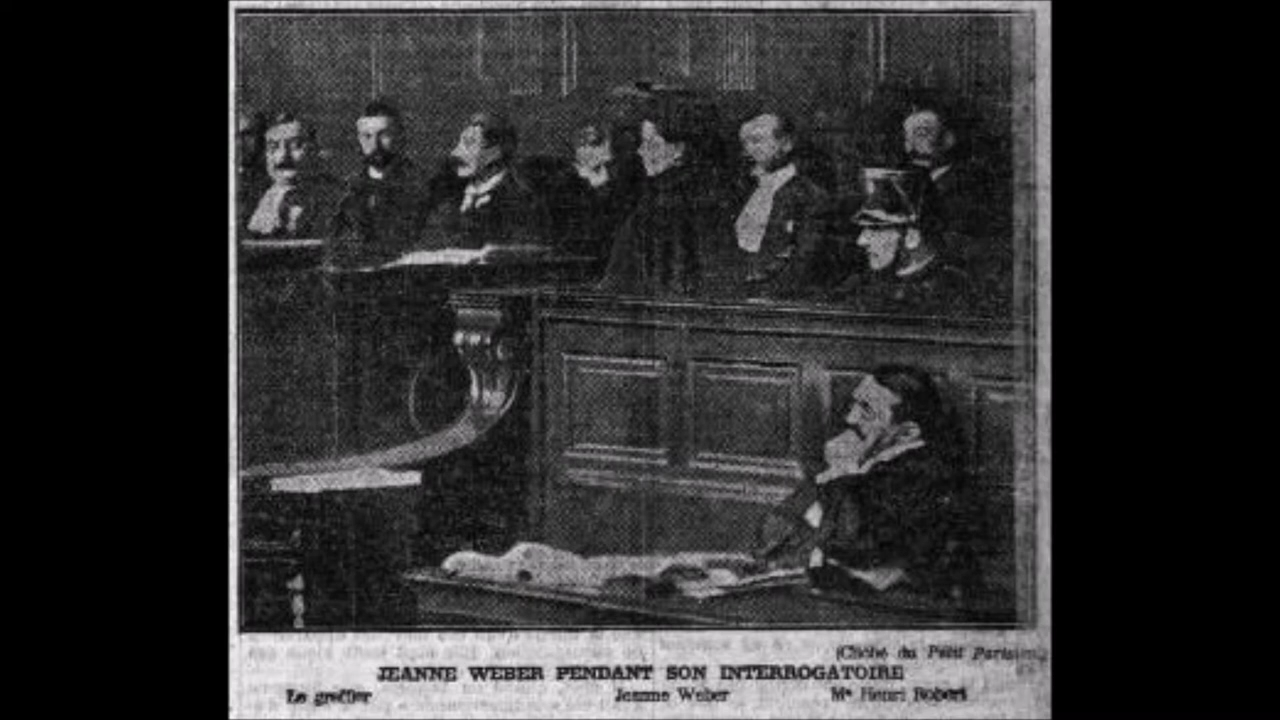 (Cliché du Petit Parisien)
JEANNE WEBER PENDANT SON INTERROGATOIRE
Le greffier Jeanne Weber Me Henri Robert